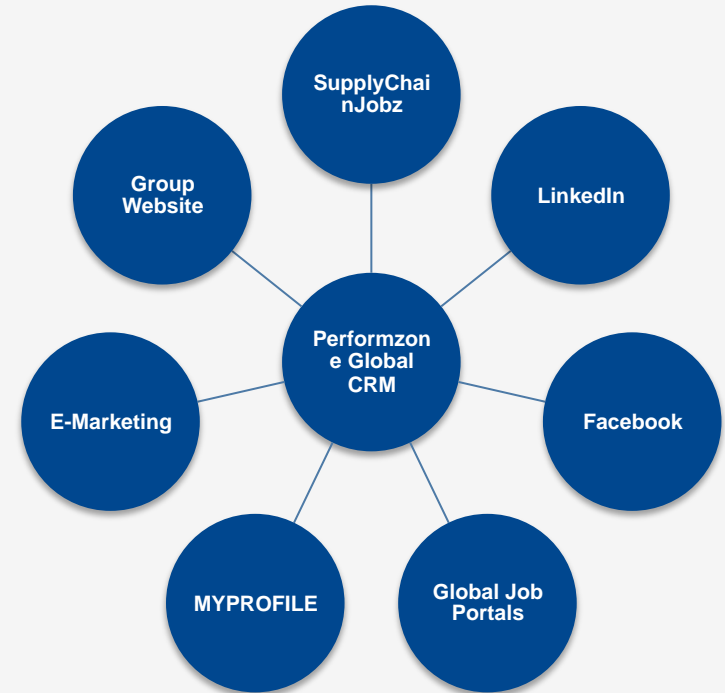 SupplyChai
nJobz
Group
Website
LinkedIn
Performzon
e Global
CRM
E-Marketing
Facebook
MYPROFILE
Global Job
Portals